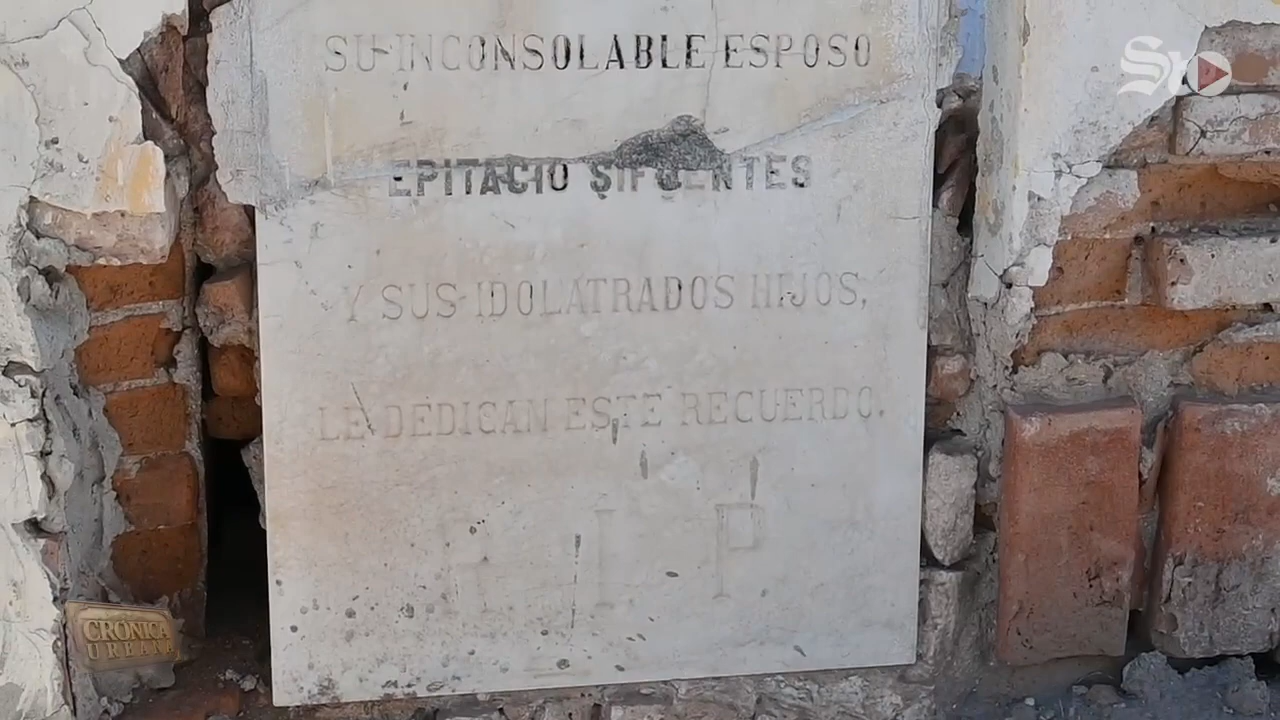 SU INCONSOLABLE ESPOSO
EPITACIO SIFUENTES
Y SUS IDOLATRADOS HIJOS,
LE DEDICAN ESTE RECUERDO.
I P
CRÓNICA
URBANA